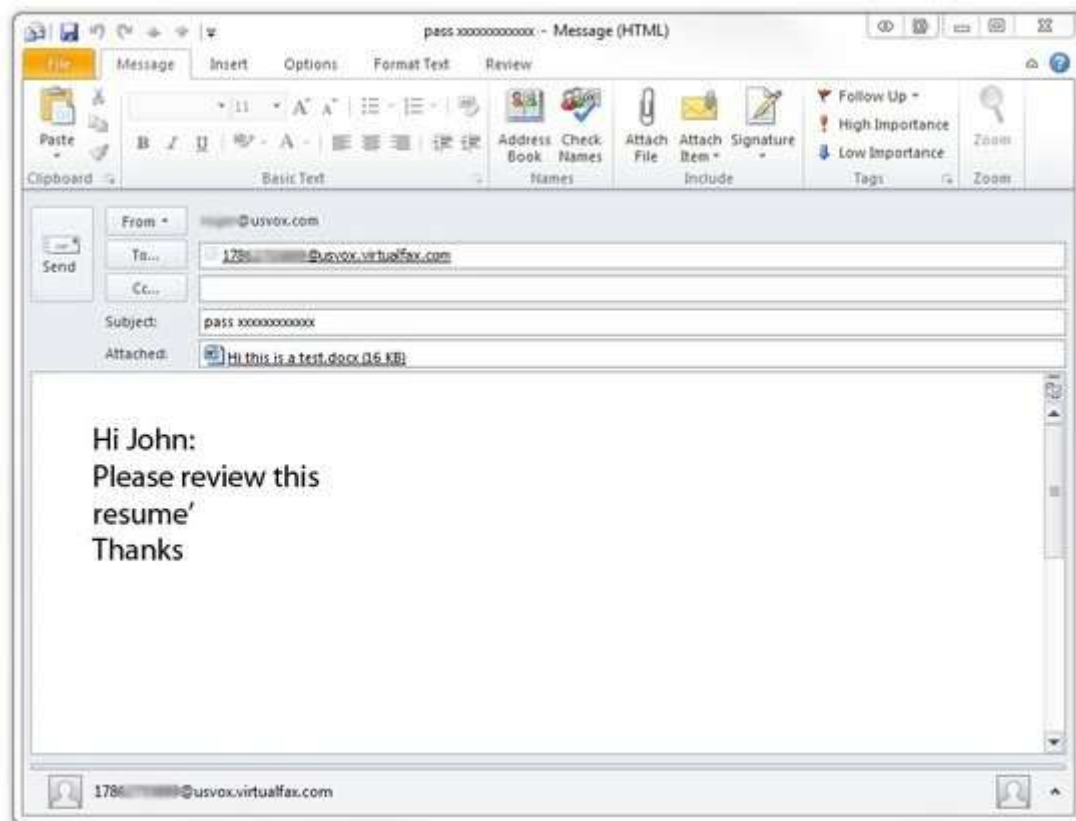 pass xxxxxxxxxxxx - Message (HTML)
File Message Insert Options Format Text Review
Paste
11
B I U A
Address Book
Check Names
Attach File
Attach Item
Signature
Follow Up
High Importance
Low Importance
Zoom
Clipboard Basic Text Names Include Tags Zoom
From @usvox.com
Send
To... 1786 @usvox.virtualfax.com
Cc...
Subject: pass xxxxxxxxxxxx
Attached: Hi this is a test.docx (16 KB)
Hi John:
Please review this
resume’
Thanks
1786 @usvox.virtualfax.com